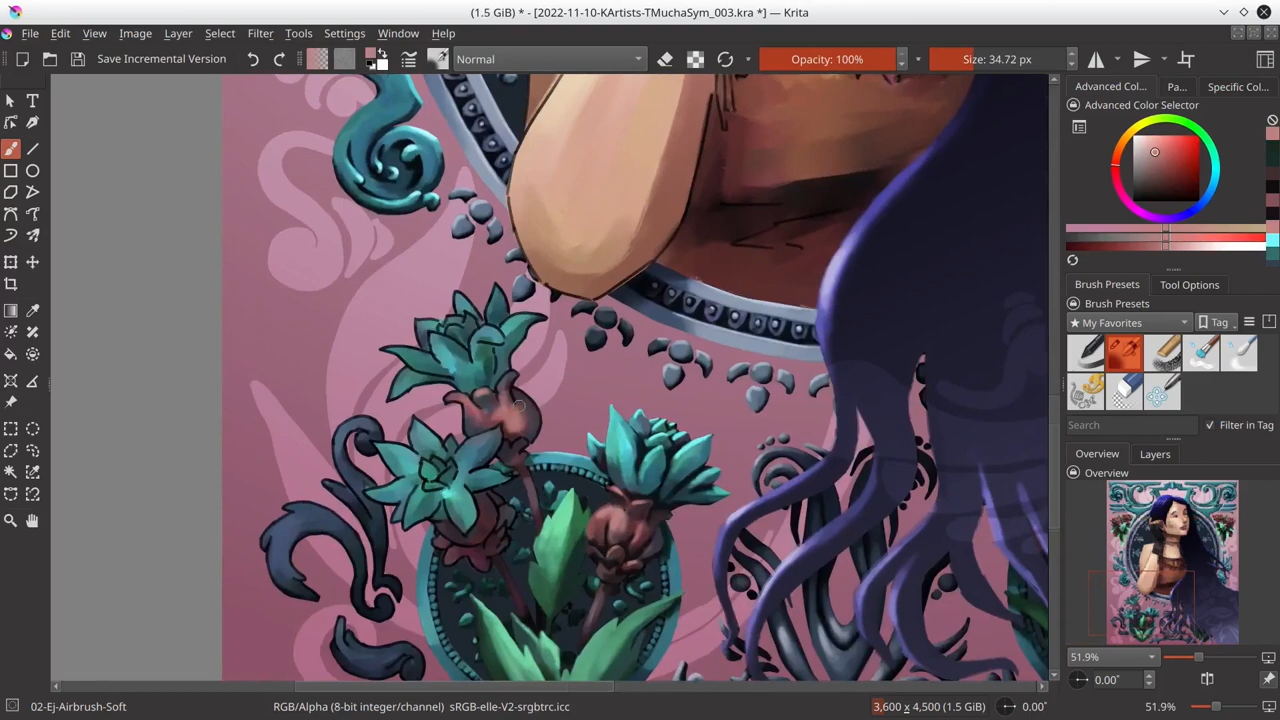 (1.5 GiB) * - [2022-11-10-KArtists-TMuchaSym_003.kra *] — Krita
File Edit View Image Layer Select Filter Tools Settings Window Help
Save Incremental Version
Normal
Opacity: 100%
Size: 34.72 px
Advanced Col... Pa... Specific Col...
Advanced Color Selector
Brush Presets Tool Options
Brush Presets
★ My Favorites
Tag
Search
Filter in Tag
Overview Layers
Overview
51.9%
0.00°
02-Ej-Airbrush-Soft
RGB/Alpha (8-bit integer/channel) sRGB-elle-V2-srgbtrc.icc
3,600 x 4,500 (1.5 GiB)
0.00°
51.9%